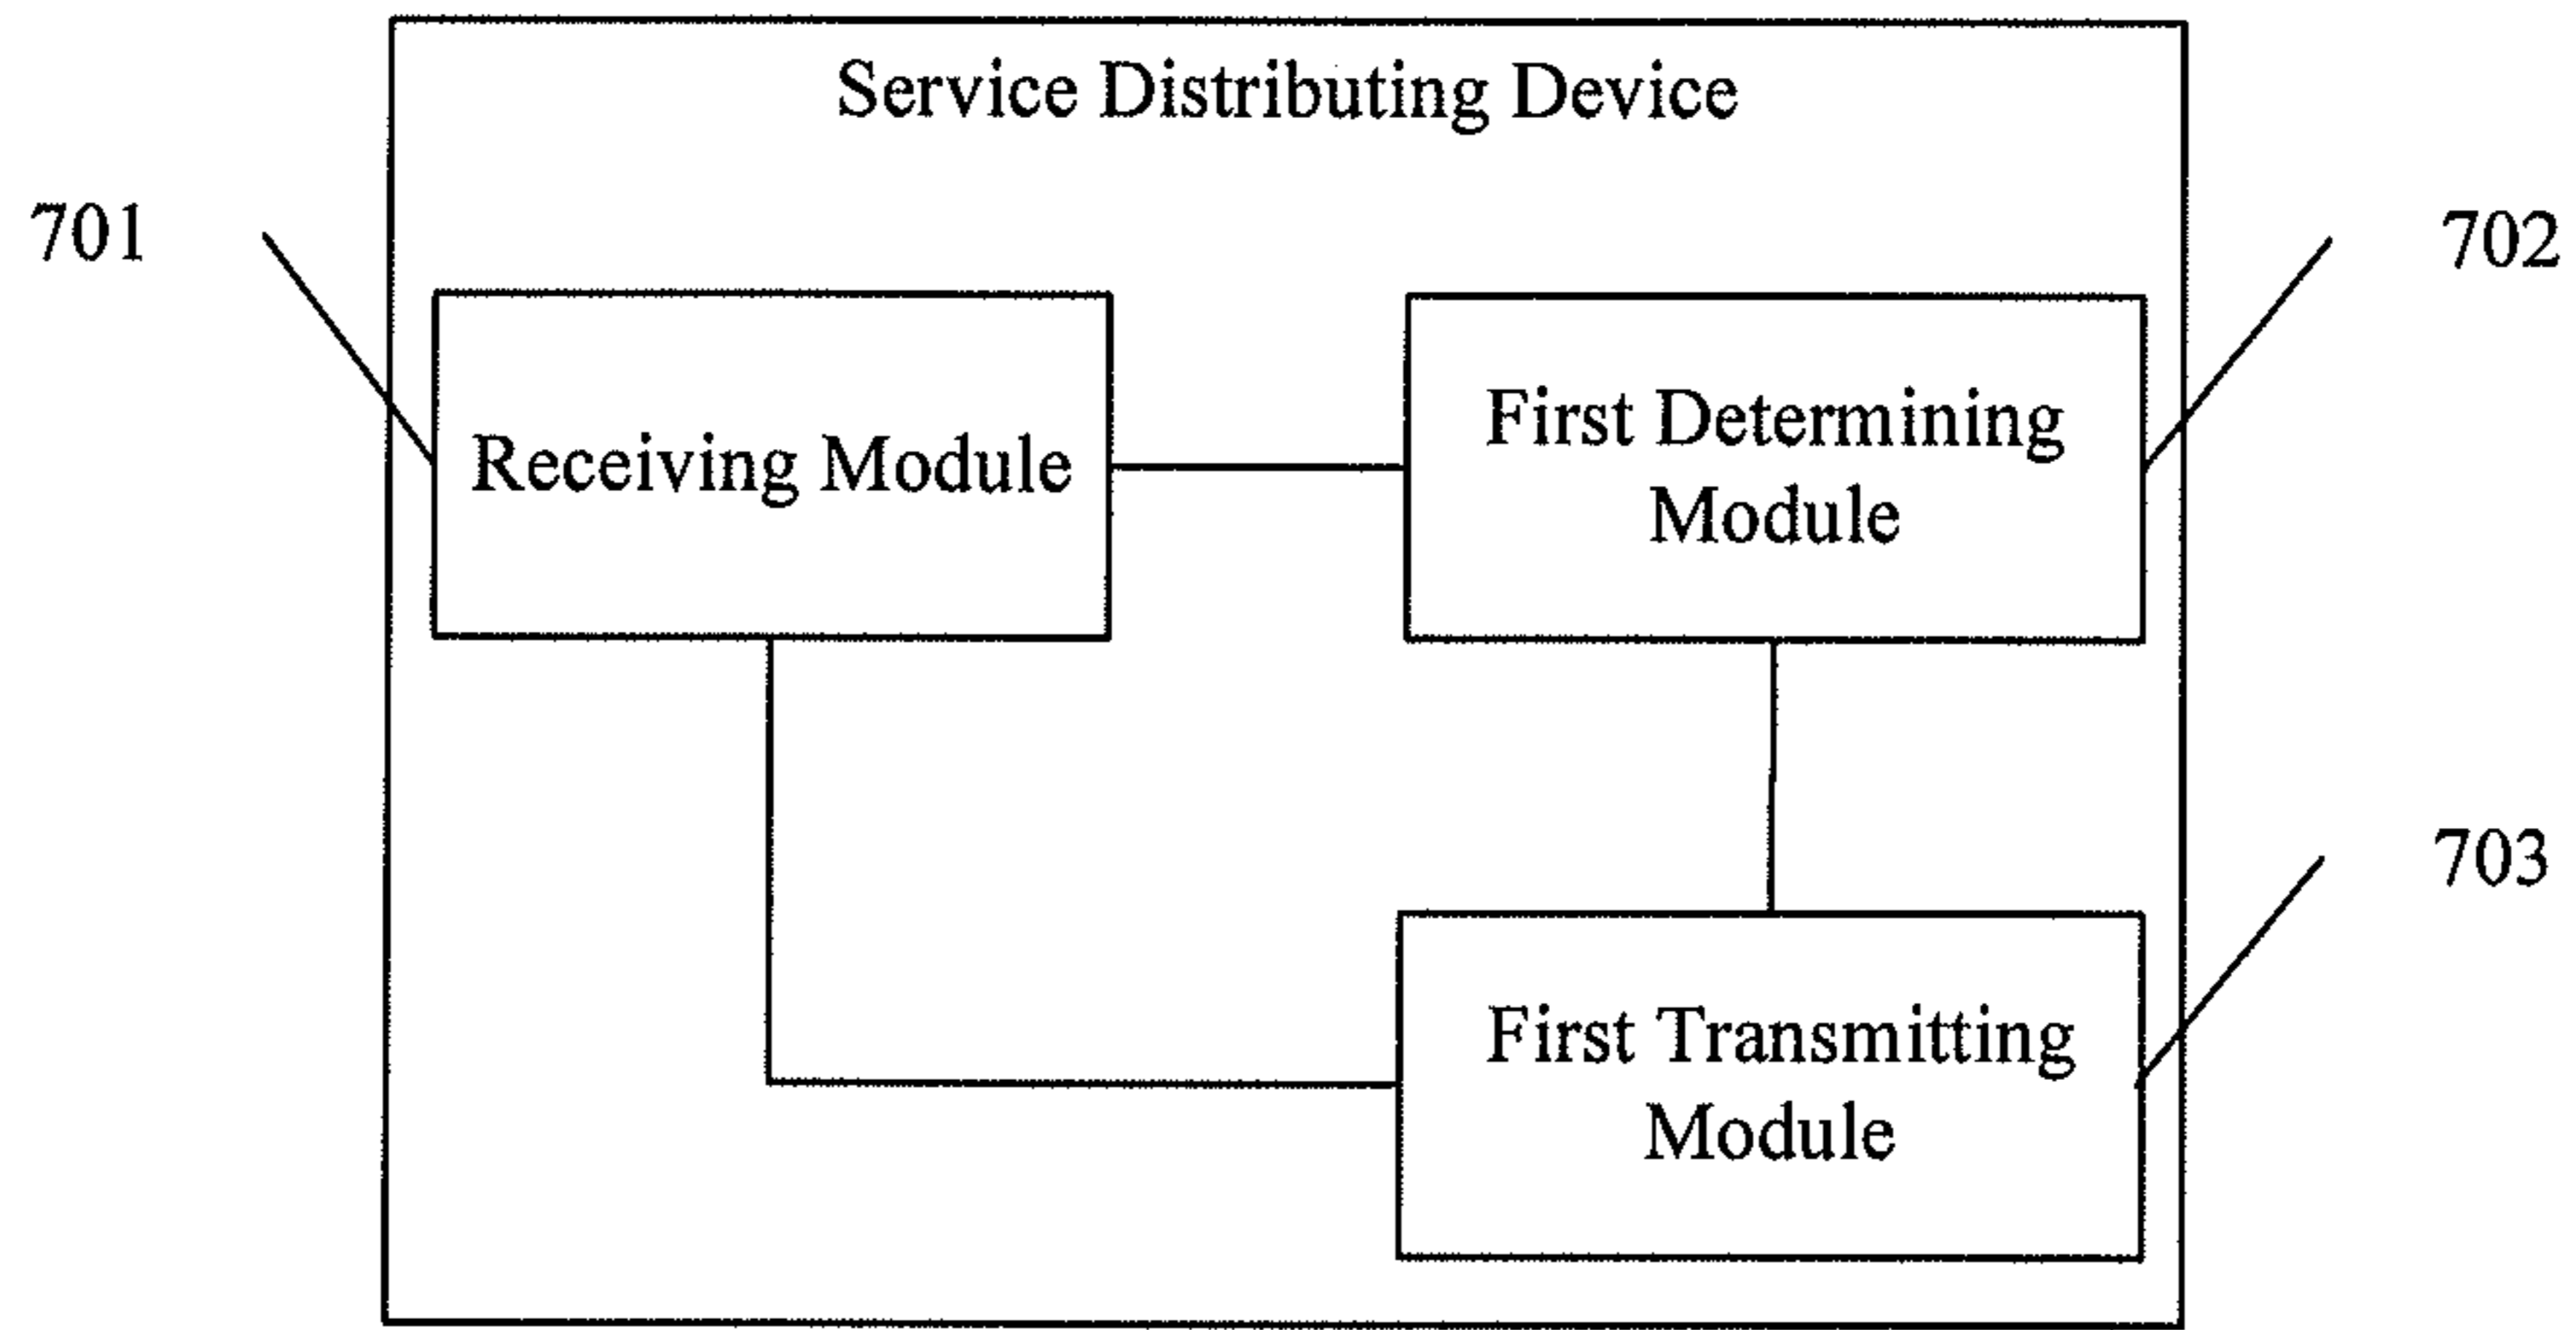 Service Distributing Device
701
702
Receiving Module
First Determining
Module
703
First Transmitting
Module